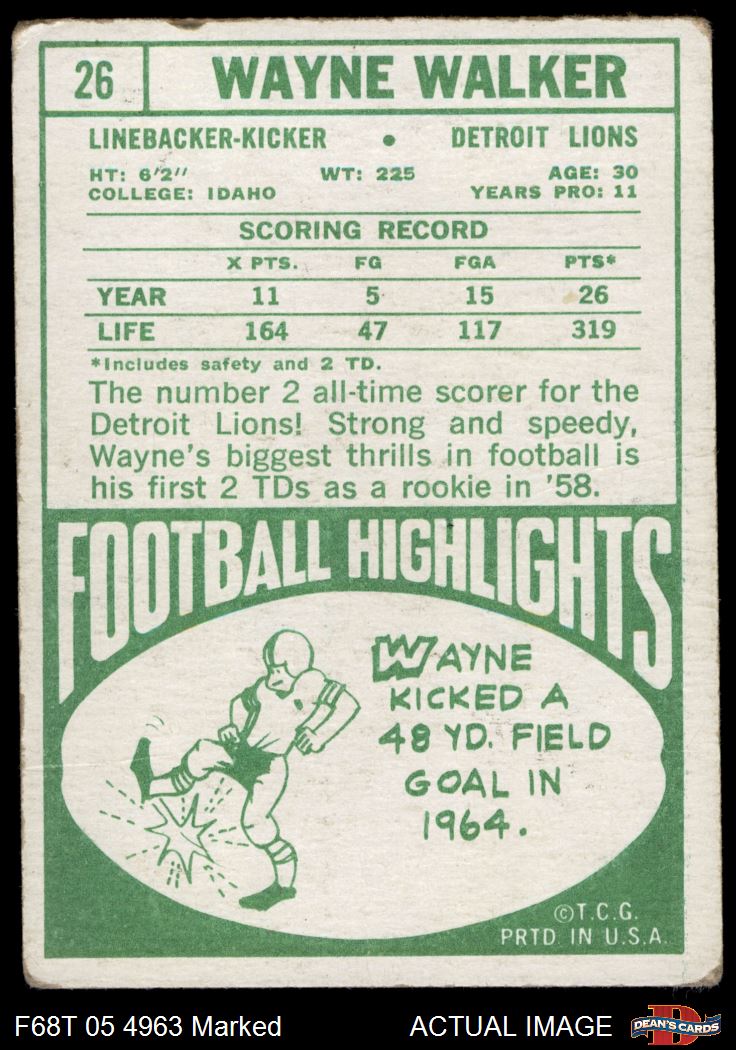 26 WAYNE WALKER
LINEBACKER-KICKER • DETROIT LIONS
HT: 6'2" WT: 225 AGE: 30
COLLEGE: IDAHO YEARS PRO: 11
SCORING RECORD
X PTS. FG FGA PTS*
YEAR 11 5 15 26
LIFE 164 47 117 319
*Includes safety and 2 TD.
The number 2 all-time scorer for the
Detroit Lions! Strong and speedy,
Wayne's biggest thrills in football is
his first 2 TDs as a rookie in '58.
FOOTBALL HIGHLIGHTS
WAYNE
KICKED A
48 YD. FIELD
GOAL IN
1964.
©T.C.G.
PRTD. IN U.S.A.
F68T 05 4963 Marked ACTUAL IMAGE DEAN'S CARDS